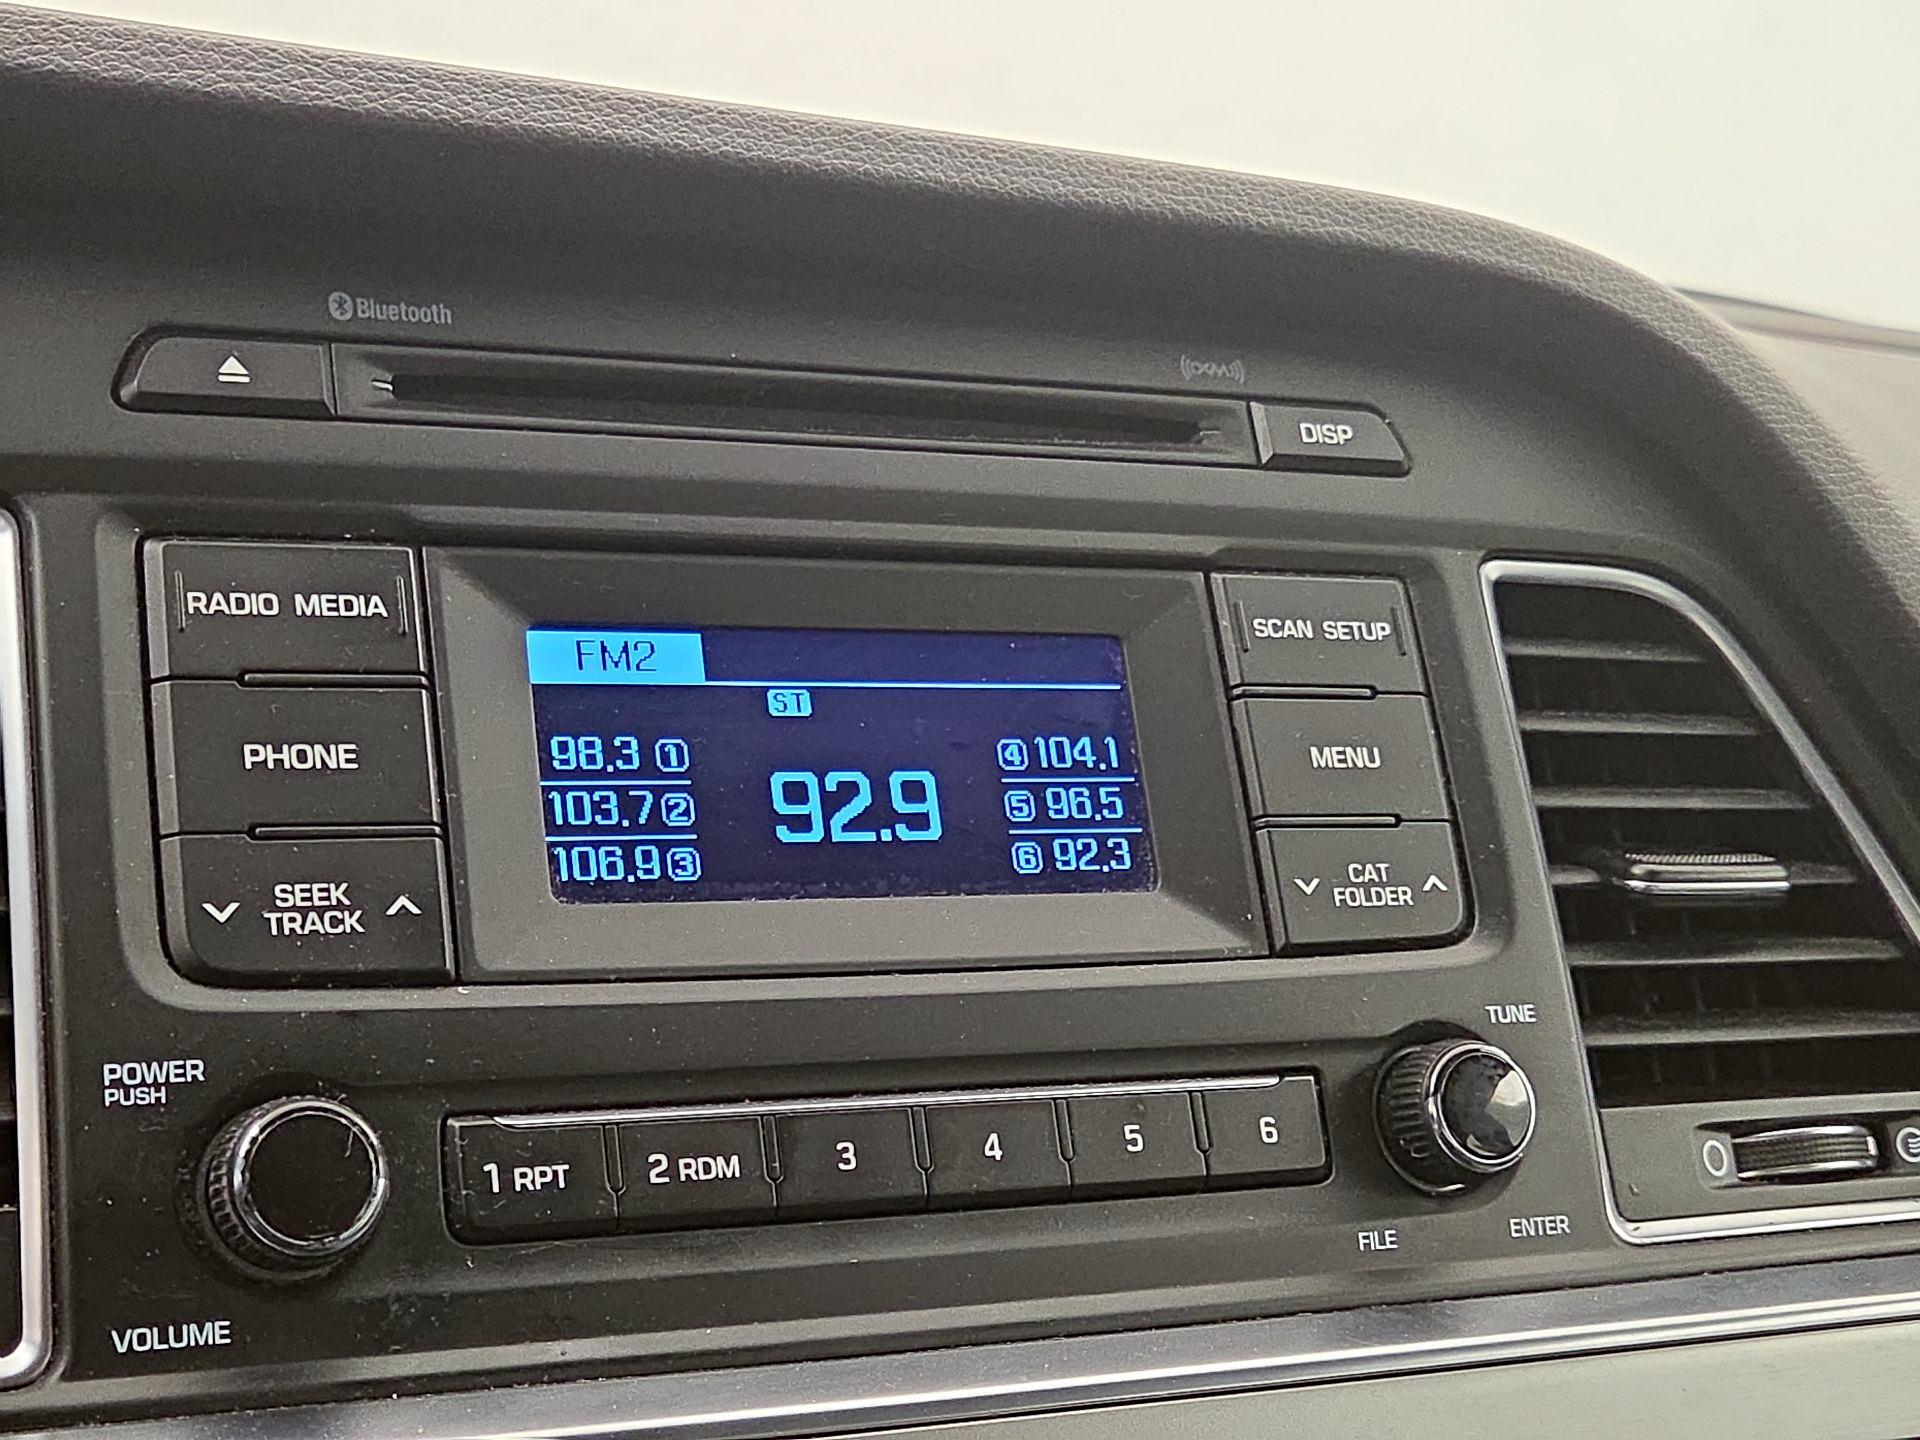 Bluetooth
((XM))
DISP
RADIO MEDIA
SCAN SETUP
FM2
ST
PHONE
MENU
98.3 1
103.7 2
106.9 3
92.9
4 104.1
5 96.5
6 92.3
SEEK
TRACK
CAT
FOLDER
TUNE
POWER
PUSH
1 RPT
2 RDM
3
4
5
6
FILE
ENTER
VOLUME